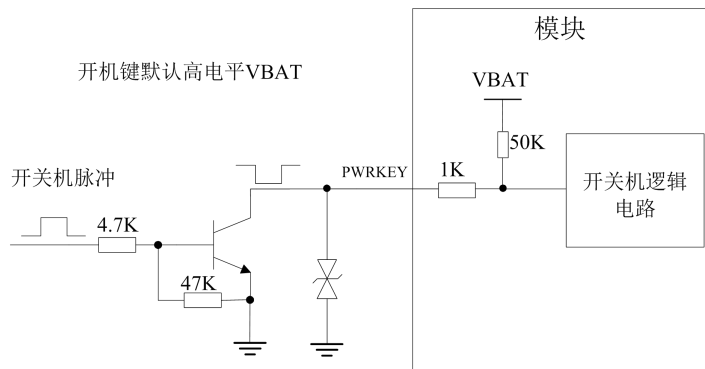 模块
开机键默认高电平VBAT
VBAT
50K
PWRKEY
1K
开关机逻辑
电路
开关机脉冲
4.7K
47K